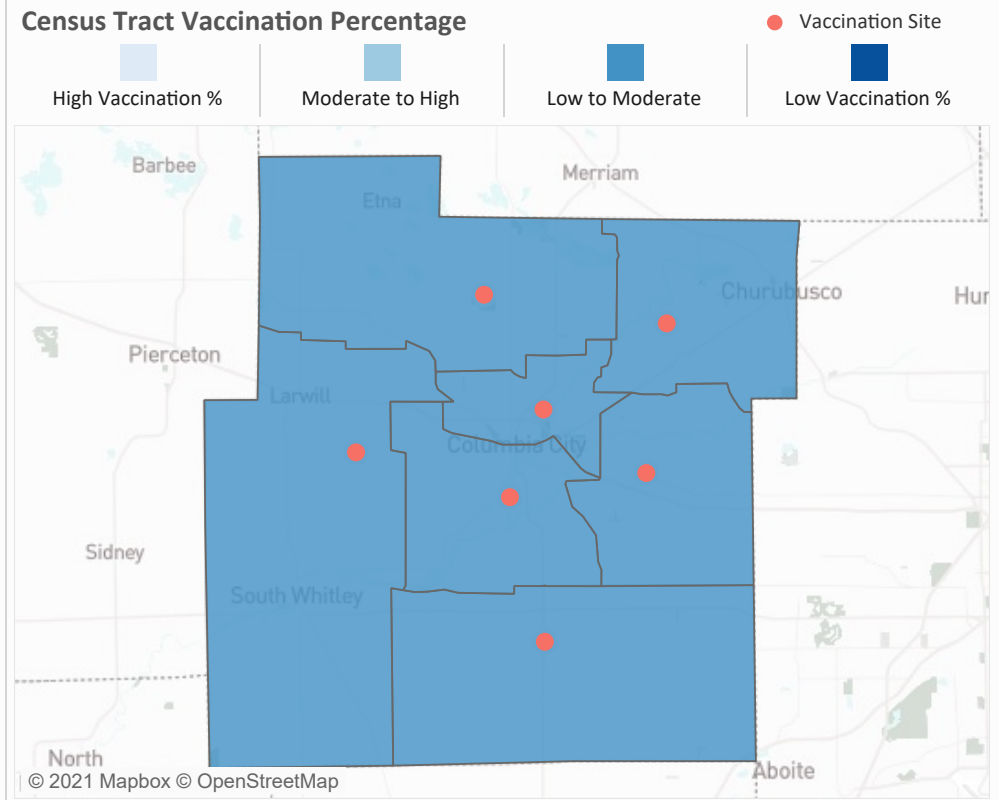 Census Tract Vaccination Percentage
Vaccination Site
High Vaccination %
Moderate to High
Low to Moderate
Low Vaccination %
Barbee
Merriam
Etna
Churubusco
Hur
Pierceton
Larwill
Columbia City
Sidney
South Whitley
North
Aboite
© 2021 Mapbox © OpenStreetMap